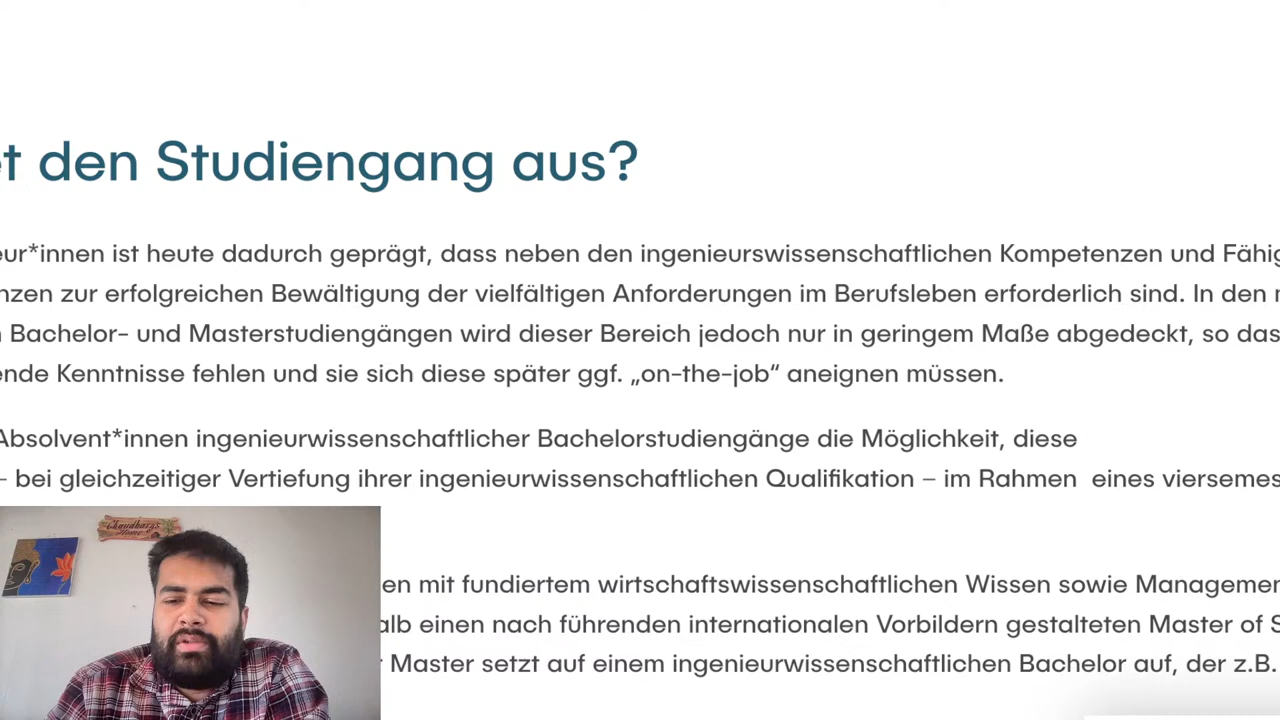 t den Studiengang aus?
eur*innen ist heute dadurch geprägt, dass neben den ingenieurswissenschaftlichen Kompetenzen und Fähig
nzen zur erfolgreichen Bewältigung der vielfältigen Anforderungen im Berufsleben erforderlich sind. In den
Bachelor- und Masterstudiengängen wird dieser Bereich jedoch nur in geringem Maße abgedeckt, so das
ende Kenntnisse fehlen und sie sich diese später ggf. „on-the-job“ aneignen müssen.
Absolvent*innen ingenieurwissenschaftlicher Bachelorstudiengänge die Möglichkeit, diese
– bei gleichzeitiger Vertiefung ihrer ingenieurwissenschaftlichen Qualifikation – im Rahmen eines viersemes
Chaudhary's
Home
en mit fundiertem wirtschaftswissenschaftlichen Wissen sowie Managemen
alb einen nach führenden internationalen Vorbildern gestalteten Master of S
Master setzt auf einem ingenieurwissenschaftlichen Bachelor auf, der z.B.